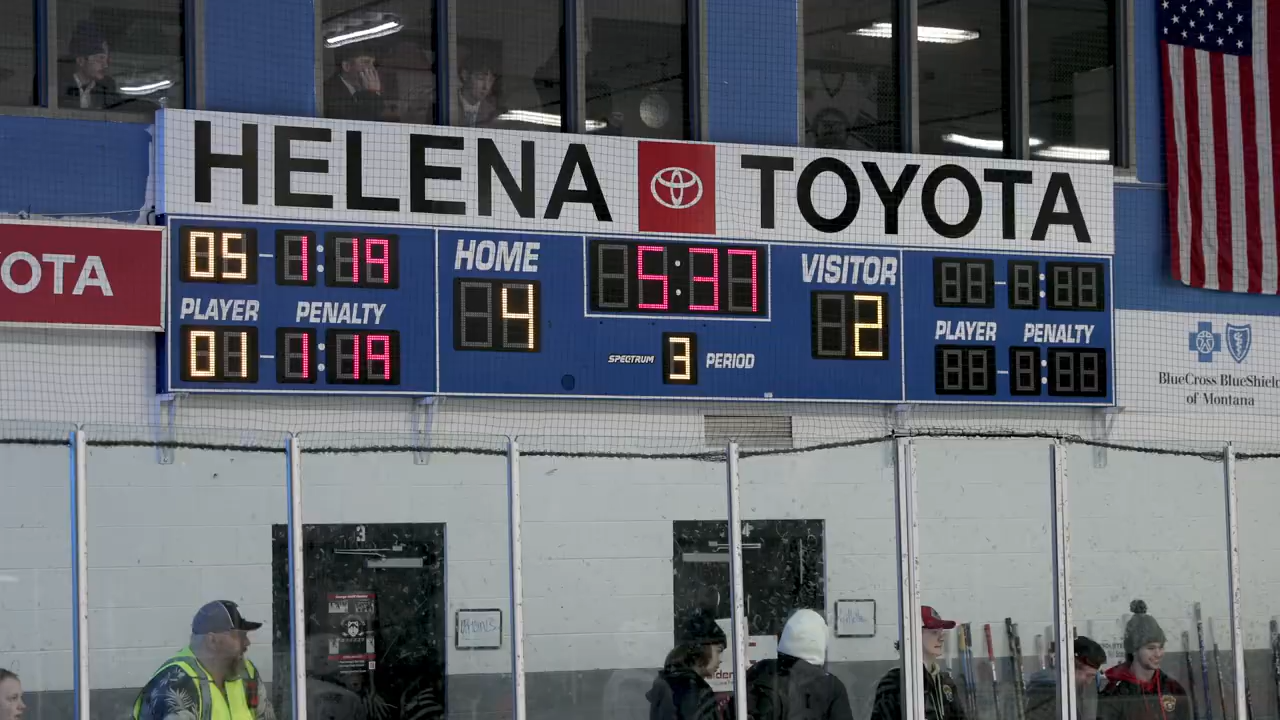 HELENA TOYOTA
OTA
05 1:19
HOME
5:37
VISITOR
PLAYER PENALTY
4
2
PLAYER PENALTY
01 1:19
SPECTRUM 3 PERIOD
BlueCross BlueShield
of Montana
3